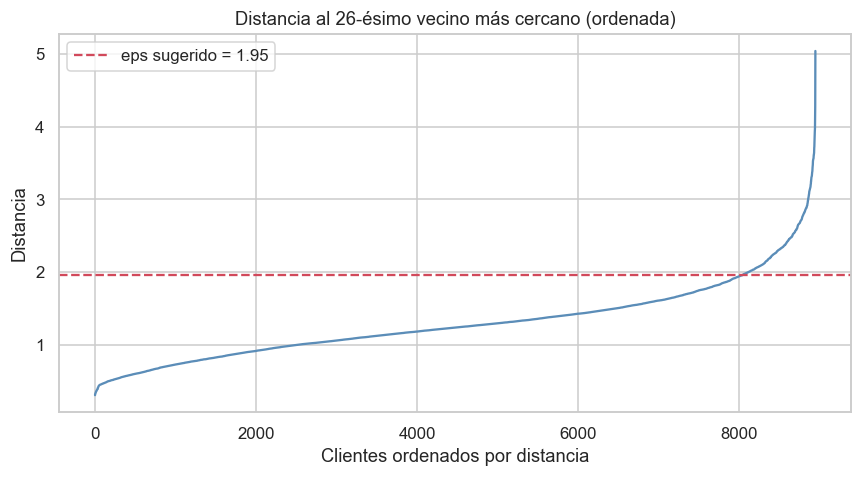 Distancia al 26-ésimo vecino más cercano (ordenada)
eps sugerido = 1.95
5
4
3
2
1
Distancia
0
2000
4000
6000
8000
Clientes ordenados por distancia